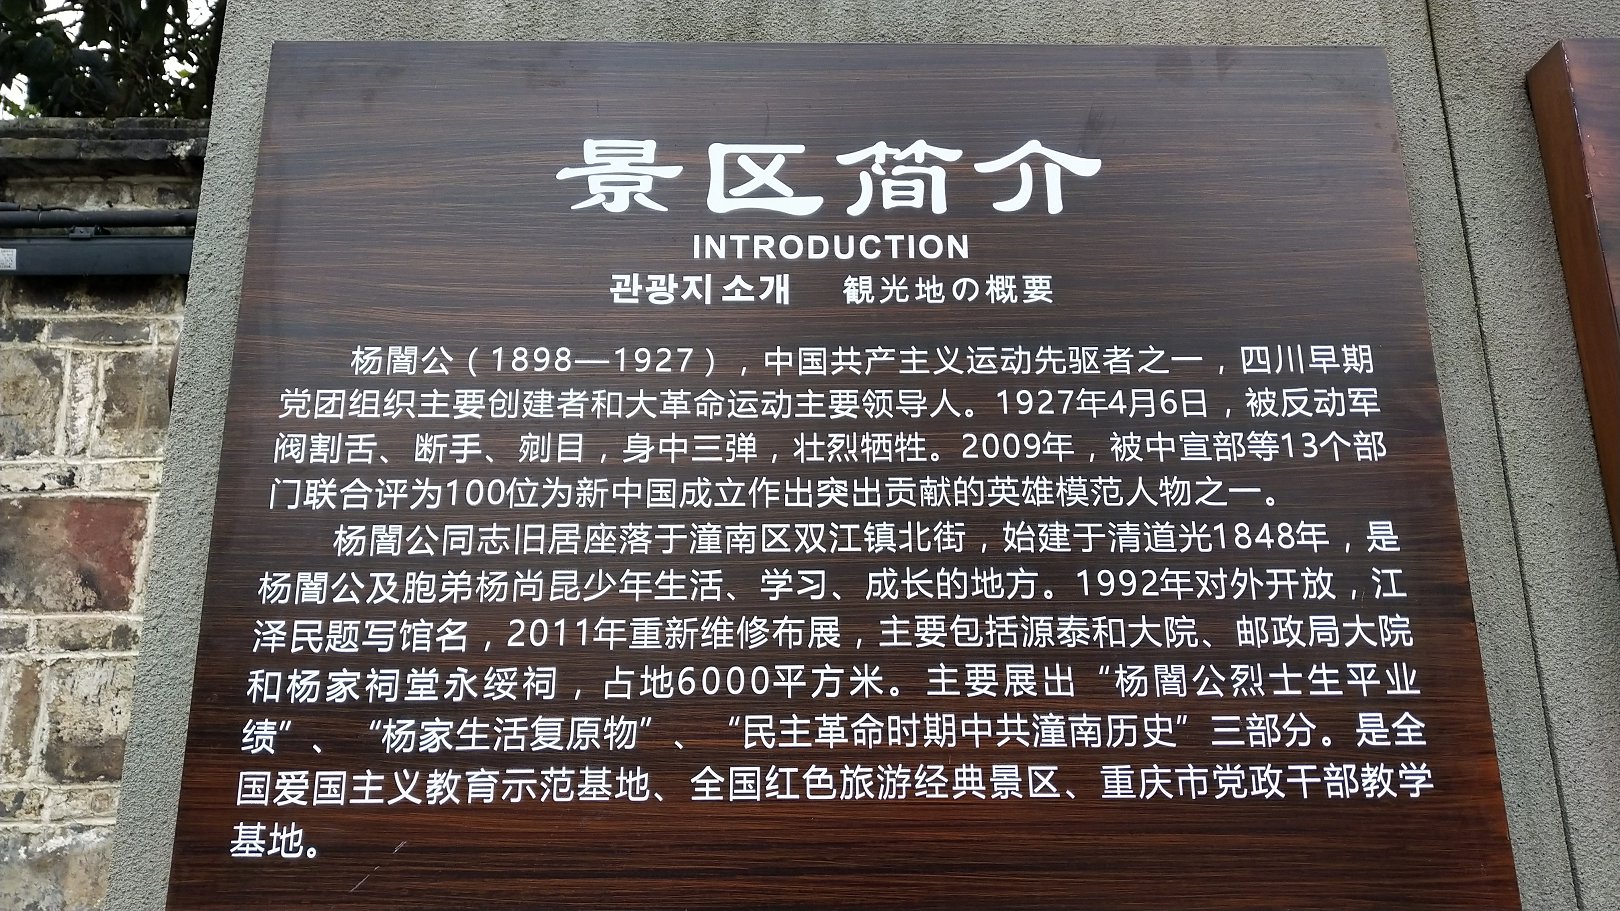 景区简介
INTRODUCTION
관광지 소개 観光地の概要
杨闇公（1898—1927），中国共产主义运动先驱者之一，四川早期
党团组织主要创建者和大革命运动主要领导人。1927年4月6日，被反动军
阀割舌、断手、剜目，身中三弹，壮烈牺牲。2009年，被中宣部等13个部
门联合评为100位为新中国成立作出突出贡献的英雄模范人物之一。
杨闇公同志旧居座落于潼南区双江镇北街，始建于清道光1848年，是
杨闇公及胞弟杨尚昆少年生活、学习、成长的地方。1992年对外开放，江
泽民题写馆名，2011年重新维修布展，主要包括源泰和大院、邮政局大院
和杨家祠堂永绥祠，占地6000平方米。主要展出“杨闇公烈士生平业
绩”、“杨家生活复原物”、“民主革命时期中共潼南历史”三部分。是全
国爱国主义教育示范基地、全国红色旅游经典景区、重庆市党政干部教学
基地。